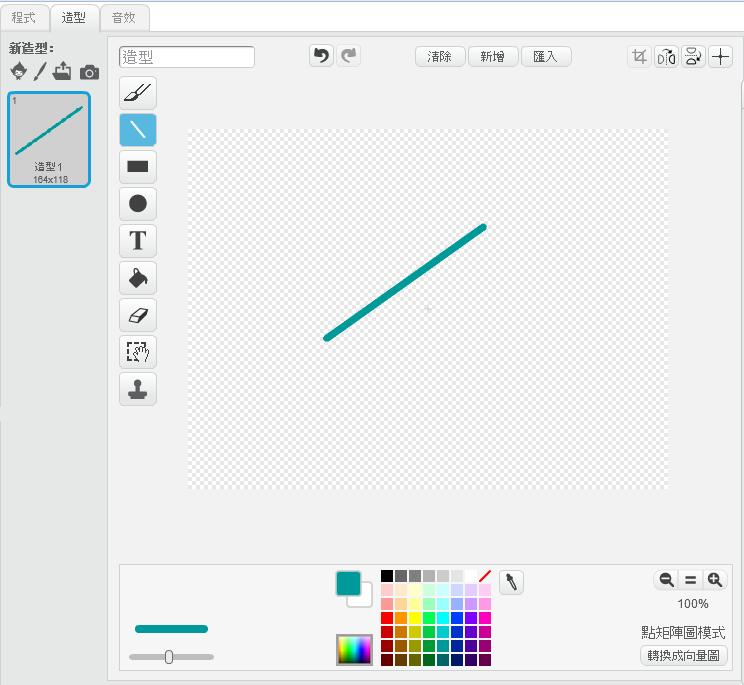 程式 造型 音效
新造型:
造型
清除 新增 匯入
1
造型1
164x118
T
100%
點矩陣圖模式
轉換成向量圖